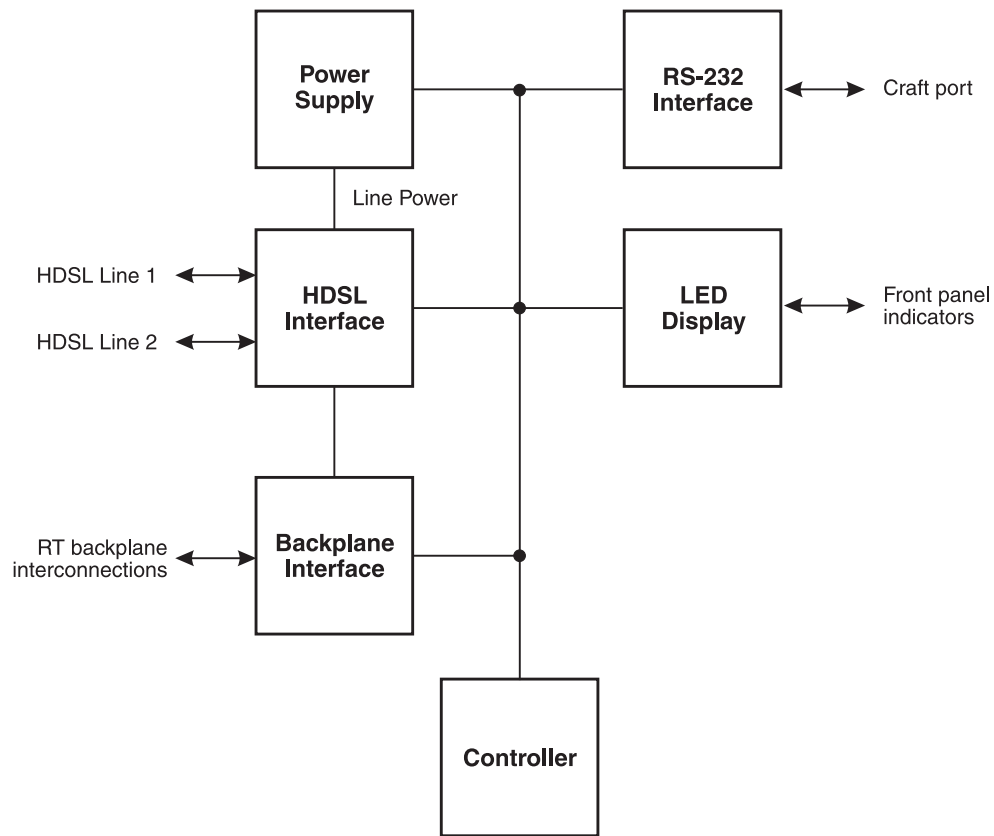 Power
Supply
RS-232
Interface
Craft port
Line Power
HDSL Line 1
HDSL Line 2
HDSL
Interface
LED
Display
Front panel
indicators
RT backplane
interconnections
Backplane
Interface
Controller